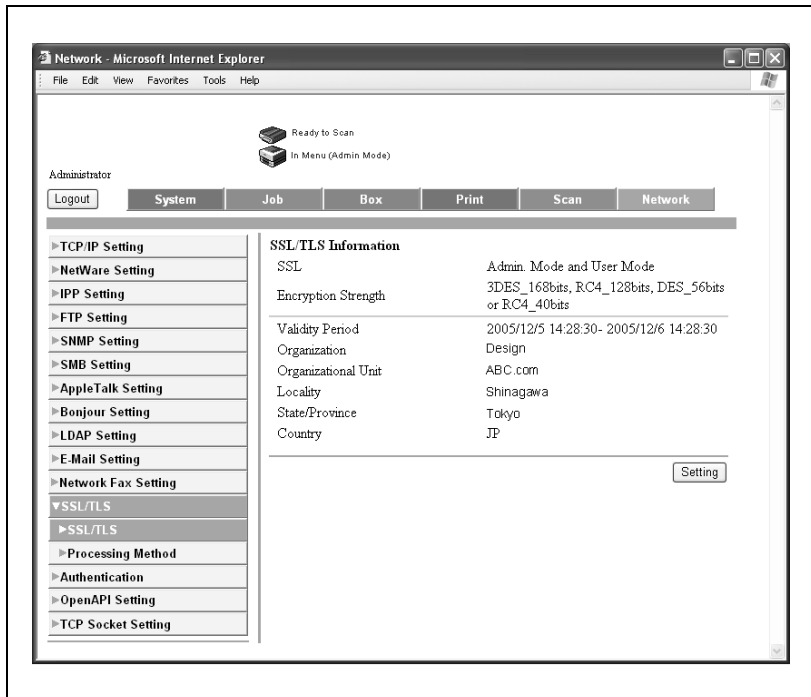 Network - Microsoft Internet Explorer
File Edit View Favorites Tools Help
Ready to Scan
In Menu (Admin Mode)
Administrator
Logout System Job Box Print Scan Network
TCP/IP Setting
NetWare Setting
IPP Setting
FTP Setting
SNMP Setting
SMB Setting
AppleTalk Setting
Bonjour Setting
LDAP Setting
E-Mail Setting
Network Fax Setting
SSL/TLS
SSL/TLS
Processing Method
Authentication
OpenAPI Setting
TCP Socket Setting
SSL/TLS Information
SSL Admin. Mode and User Mode
Encryption Strength 3DES_168bits, RC4_128bits, DES_56bits
or RC4_40bits
Validity Period 2005/12/5 14:28:30- 2005/12/6 14:28:30
Organization Design
Organizational Unit ABC.com
Locality Shinagawa
State/Province Tokyo
Country JP
Setting